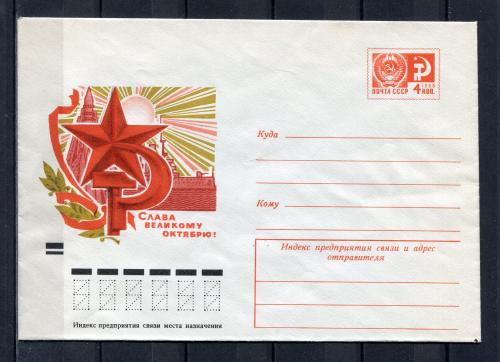 ПОЧТА СССР
1966
4 КОП.
СЛАВА
ВЕЛИКОМУ
ОКТЯБРЮ!
Куда
Кому
Индекс предприятия связи и адрес
отправителя
Индекс предприятия связи места назначения